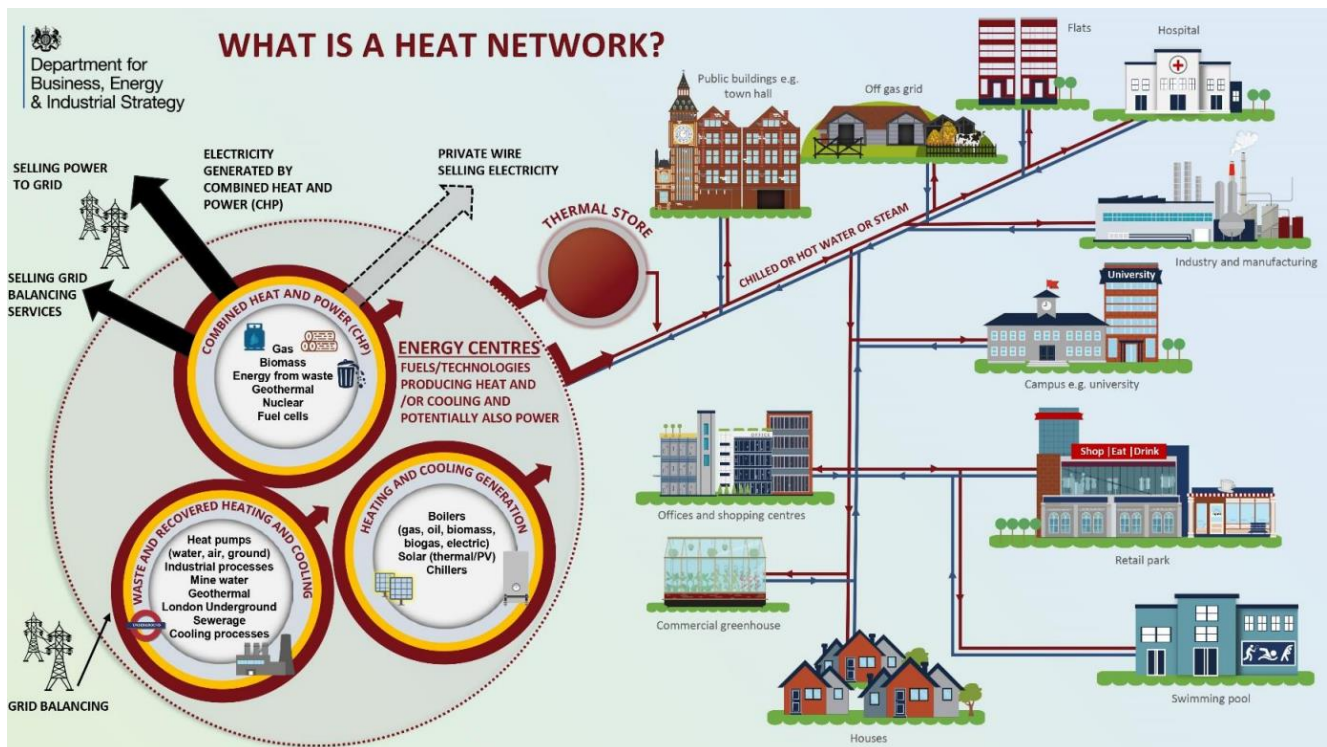 Department for
Business, Energy
& Industrial Strategy
WHAT IS A HEAT NETWORK?
SELLING POWER
TO GRID
ELECTRICITY
GENERATED BY
COMBINED HEAT AND
POWER (CHP)
PRIVATE WIRE
SELLING ELECTRICITY
SELLING GRID
BALANCING
SERVICES
THERMAL STORE
COMBINED HEAT AND POWER (CHP)
Gas
Biomass
Energy from waste
Geothermal
Nuclear
Fuel cells
ENERGY CENTRES
FUELS/TECHNOLOGIES
PRODUCING HEAT AND
/OR COOLING AND
POTENTIALLY ALSO POWER
WASTE AND RECOVERED HEATING AND COOLING
Heat pumps
(water, air, ground)
Industrial processes
Mine water
Geothermal
London Underground
Sewerage
Cooling processes
UNDERGROUND
HEATING AND COOLING GENERATION
Boilers
(gas, oil, biomass,
biogas, electric)
Solar (thermal/PV)
Chillers
GRID BALANCING
CHILLED OR HOT WATER OR STEAM
Public buildings e.g.
town hall
Off gas grid
Flats
Hospital
Industry and manufacturing
University
Campus e.g. university
Offices and shopping centres
Shop |Eat |Drink
Retail park
Commercial greenhouse
Houses
Swimming pool